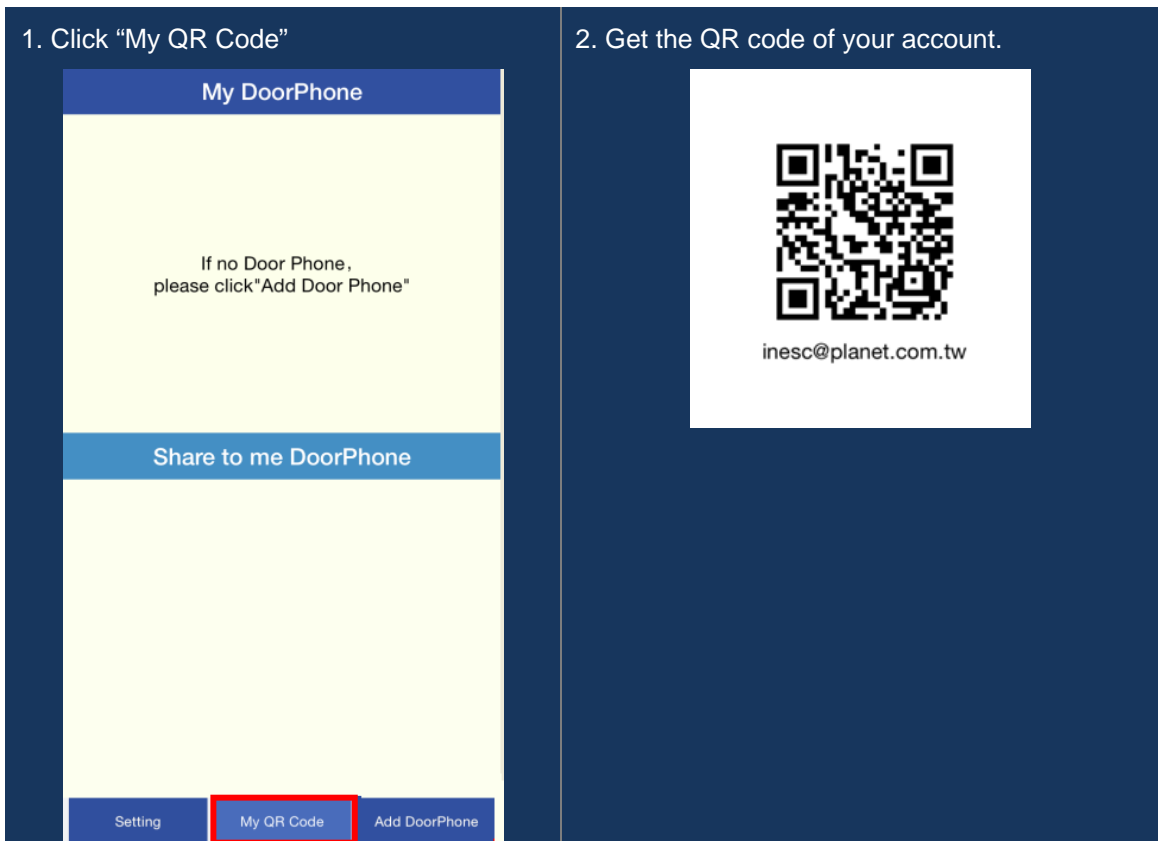 1. Click “My QR Code”
My DoorPhone
If no Door Phone,
please click"Add Door Phone"
Share to me DoorPhone
Setting
My QR Code
Add DoorPhone
2. Get the QR code of your account.
inesc@planet.com.tw